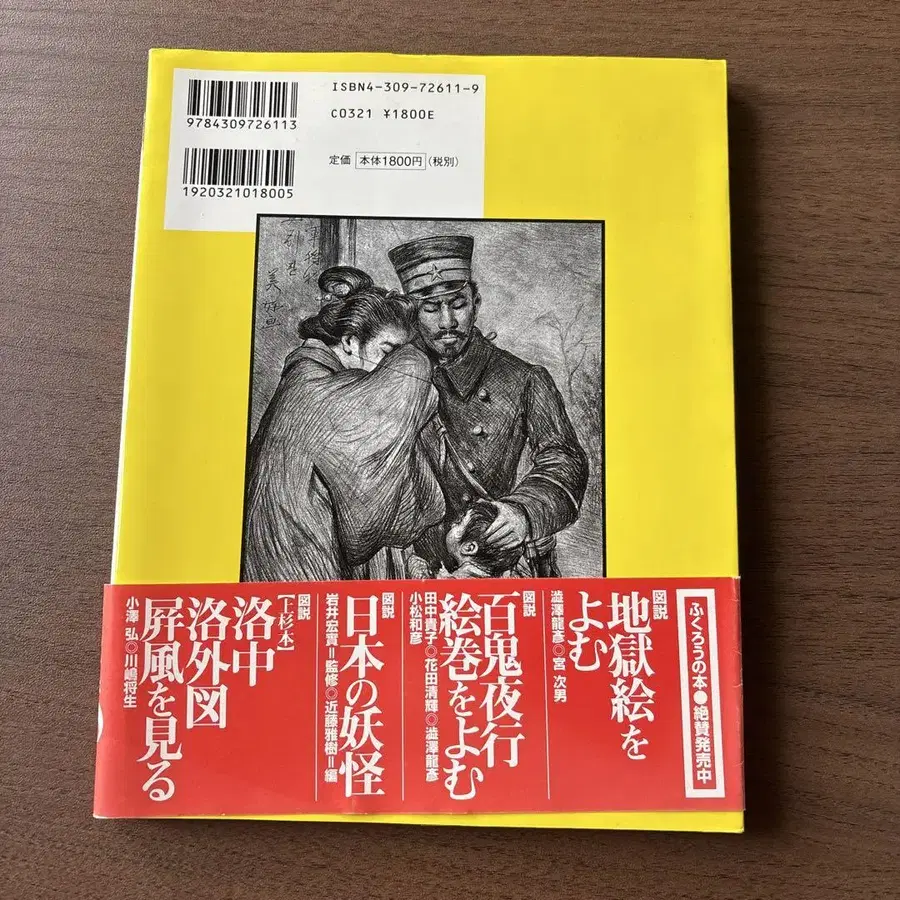 ISBN4-309-72611-9
C0321 ¥1800E
9784309726113
定価 本体1800円(税別)
1920321018005
ふくろうの本●絶賛発売中
図説
地獄絵を
よむ
澁澤龍彥◎宮 次男
図説
百鬼夜行
絵巻をよむ
田中貴子◎花田清輝◎澁澤龍彥
小松和彦
図説
日本の妖怪
岩井宏實=監修◎近藤雅樹=編
図説
[上杉本]
洛中
洛外図
屏風を見る
小澤 弘◎川嶋将生